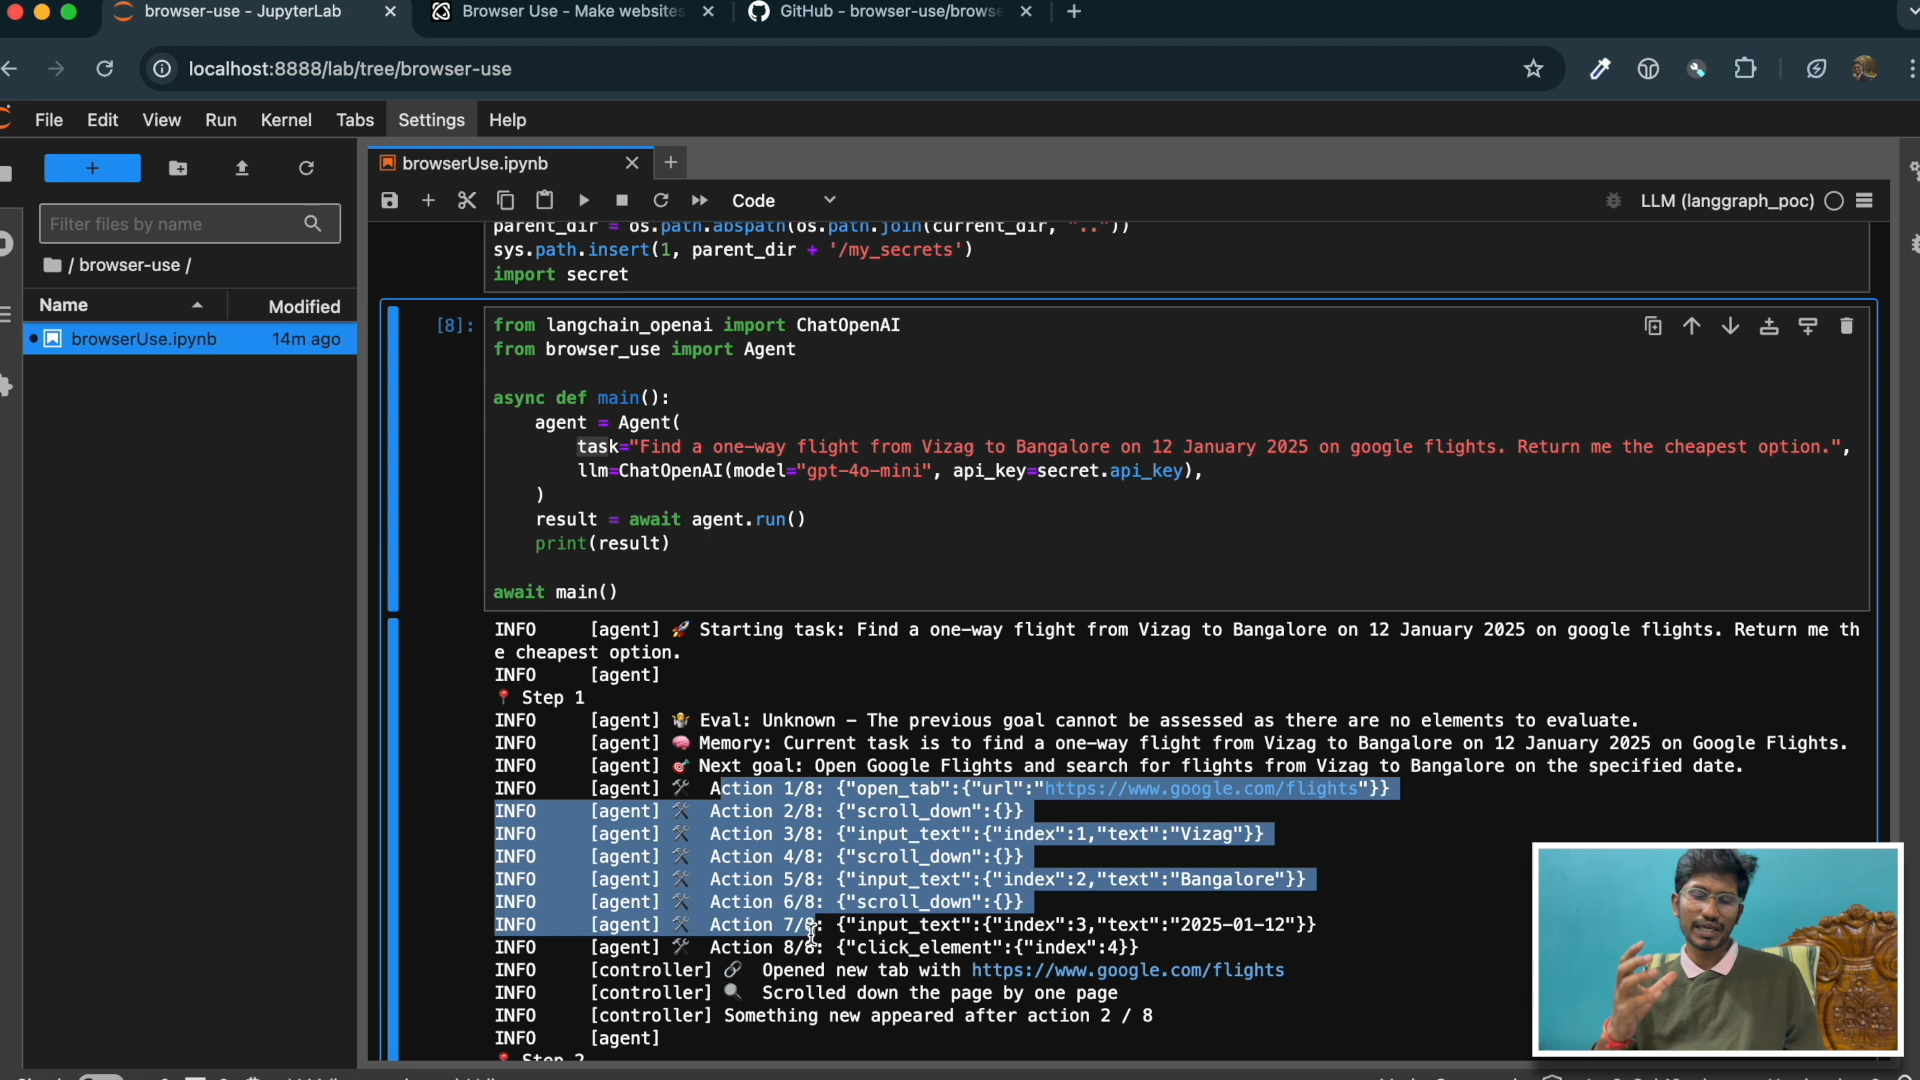 browser-use - JupyterLab
Browser Use - Make websites
GitHub - browser-use/browse
localhost:8888/lab/tree/browser-use
File Edit View Run Kernel Tabs Settings Help
browserUse.ipynb
Code
LLM (langgraph_poc)
Filter files by name
/ browser-use /
Name Modified
browserUse.ipynb 14m ago
parent_dir = os.path.abspath(os.path.join(current_dir, ".."))
sys.path.insert(1, parent_dir + '/my_secrets')
import secret
[8]:
from langchain_openai import ChatOpenAI
from browser_use import Agent
async def main():
agent = Agent(
task="Find a one-way flight from Vizag to Bangalore on 12 January 2025 on google flights. Return me the cheapest option.",
llm=ChatOpenAI(model="gpt-4o-mini", api_key=secret.api_key),
)
result = await agent.run()
print(result)
await main()
INFO [agent] 🚀 Starting task: Find a one-way flight from Vizag to Bangalore on 12 January 2025 on google flights. Return me th
e cheapest option.
INFO [agent]
📍 Step 1
INFO [agent] 🤷 Eval: Unknown - The previous goal cannot be assessed as there are no elements to evaluate.
INFO [agent] 🧠 Memory: Current task is to find a one-way flight from Vizag to Bangalore on 12 January 2025 on Google Flights.
INFO [agent] 🎯 Next goal: Open Google Flights and search for flights from Vizag to Bangalore on the specified date.
INFO [agent] 🛠️ Action 1/8: {"open_tab":{"url":"https://www.google.com/flights"}}
INFO [agent] 🛠️ Action 2/8: {"scroll_down":{}}
INFO [agent] 🛠️ Action 3/8: {"input_text":{"index":1,"text":"Vizag"}}
INFO [agent] 🛠️ Action 4/8: {"scroll_down":{}}
INFO [agent] 🛠️ Action 5/8: {"input_text":{"index":2,"text":"Bangalore"}}
INFO [agent] 🛠️ Action 6/8: {"scroll_down":{}}
INFO [agent] 🛠️ Action 7/8: {"input_text":{"index":3,"text":"2025-01-12"}}
INFO [agent] 🛠️ Action 8/8: {"click_element":{"index":4}}
INFO [controller] 🔗 Opened new tab with https://www.google.com/flights
INFO [controller] 🔍 Scrolled down the page by one page
INFO [controller] Something new appeared after action 2 / 8
INFO [agent]
📍 Step 2